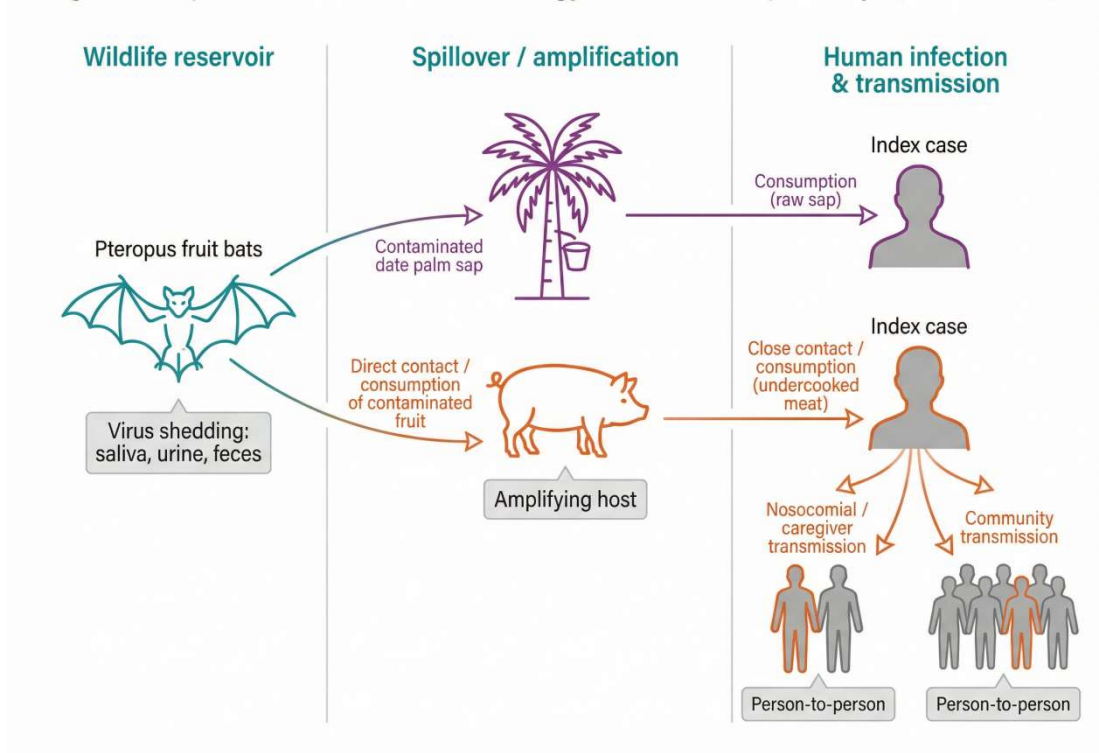 Wildlife reservoir
Spillover / amplification
Human infection
& transmission
Pteropus fruit bats
Virus shedding:
saliva, urine, feces
Contaminated
date palm sap
Direct contact /
consumption
of contaminated
fruit
Amplifying host
Consumption
(raw sap)
Index case
Close contact /
consumption
(undercooked
meat)
Index case
Nosocomial /
caregiver
transmission
Community
transmission
Person-to-person
Person-to-person